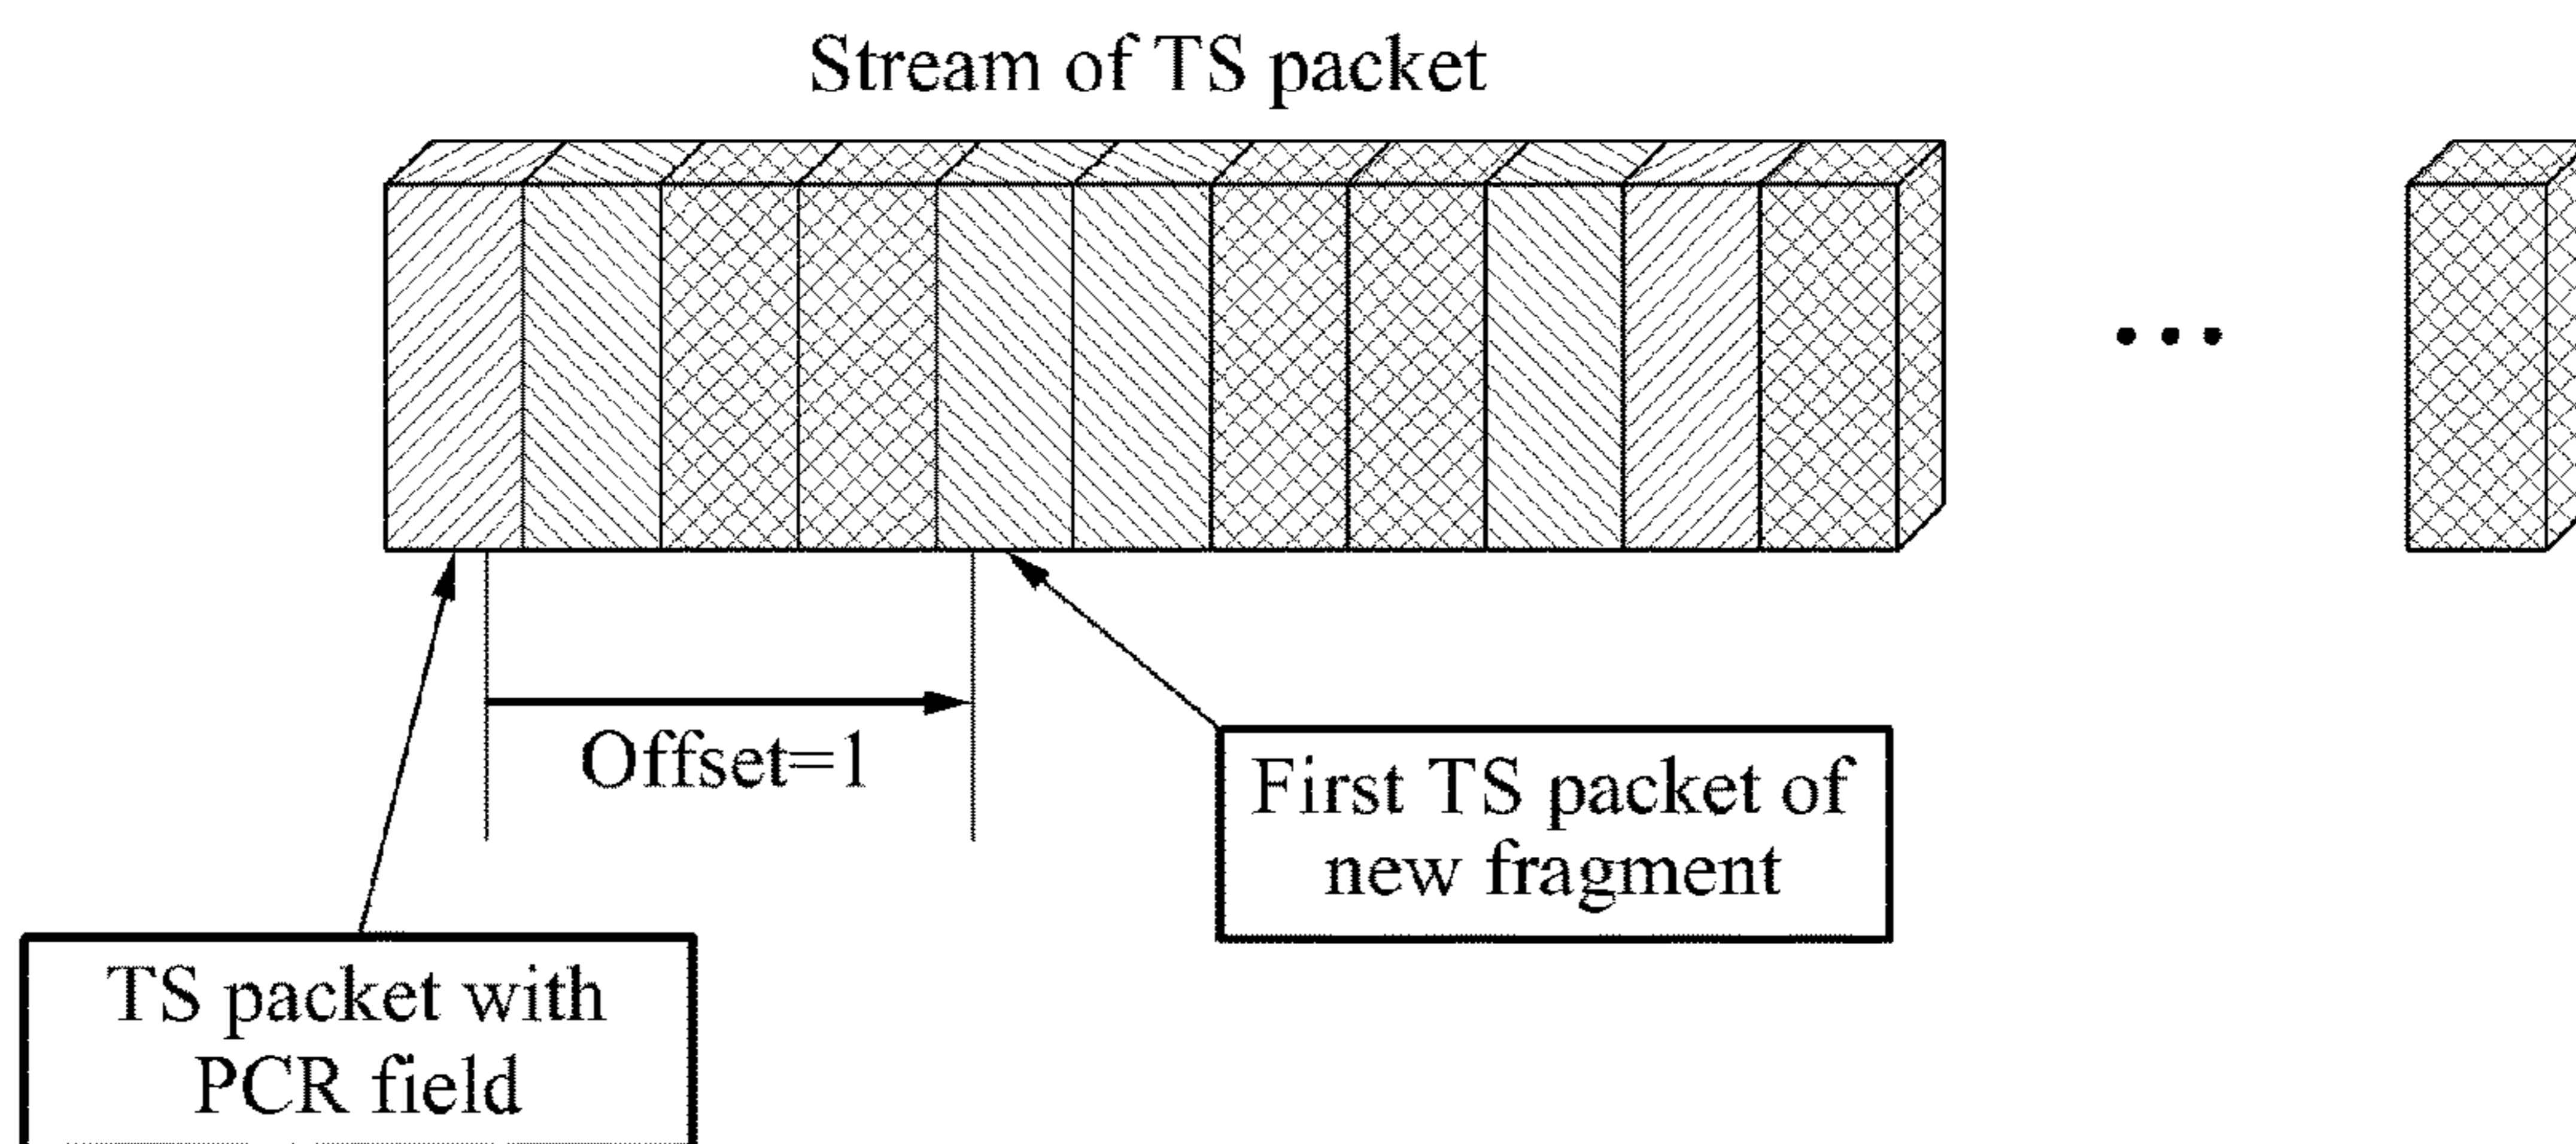 Stream of TS packet
Offset=1
First TS packet of
new fragment
TS packet with
PCR field